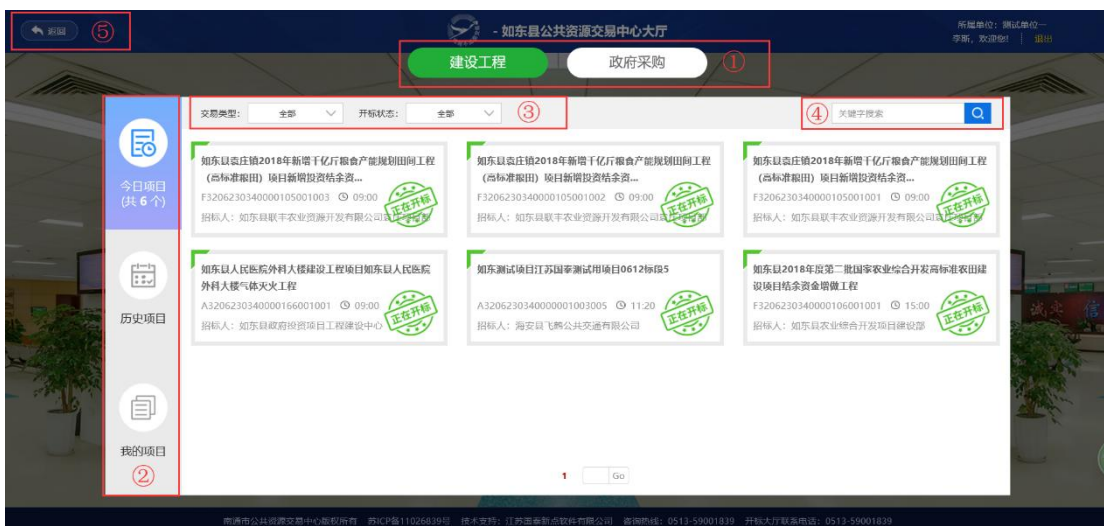 返回
⑤
- 如东县公共资源交易中心大厅
所属单位：测试单位一
李斯，欢迎您！ | 退出
建设工程
政府采购
①
交易类型： 全部
开标状态： 全部
③
④
关键字搜索
今日项目
(共 6 个)
历史项目
我的项目
②
如东县袁庄镇2018年新增千亿斤粮食产能规划田间工程
（高标准粮田）项目新增投资结余资...
F3206230340000105001003 09:00
招标人：如东县联丰农业资源开发有限公司
正在开标
如东县袁庄镇2018年新增千亿斤粮食产能规划田间工程
（高标准粮田）项目新增投资结余资...
F3206230340000105001002 09:00
招标人：如东县联丰农业资源开发有限公司
正在开标
如东县袁庄镇2018年新增千亿斤粮食产能规划田间工程
（高标准粮田）项目新增投资结余资...
F3206230340000105001001 09:00
招标人：如东县联丰农业资源开发有限公司
正在开标
如东县人民医院外科大楼建设工程项目如东县人民医院
外科大楼气体灭火工程
A3206230340000166001001 09:00
招标人：如东县政府投资项目工程建设中心
正在开标
如东测试项目江苏国泰测试用项目0612标段5
A3206230340000001003005 11:20
招标人：海安县飞鹤公共交通有限公司
正在开标
如东县2018年度第二批国家农业综合开发高标准农田建
设项目结余资金增做工程
F3206230340000106001001 15:00
招标人：如东县农业综合开发项目建设部
正在开标
诚 信
1 Go
南通市公共资源交易中心版权所有 苏ICP备11026839号 技术支持：江苏国泰新点软件有限公司 咨询热线：0513-59001839 开标大厅联系电话：0513-59001839